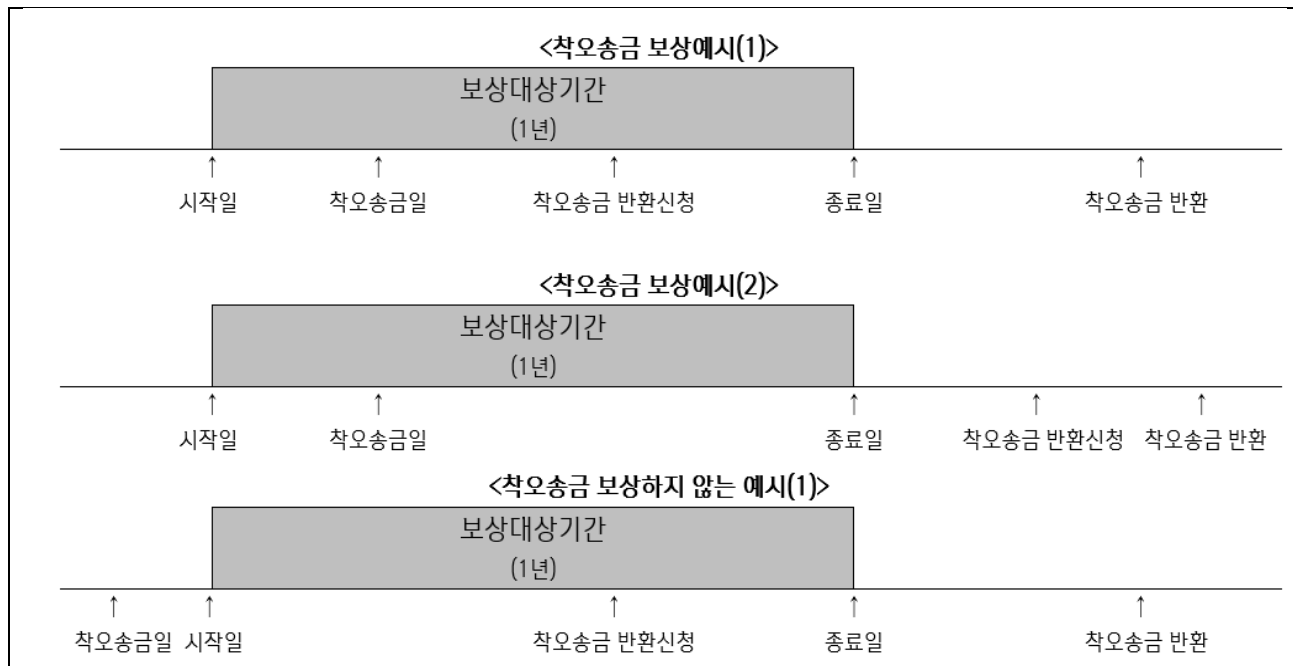 <착오송금 보상예시(1)>
보상대상기간
(1년)
↑ ↑ ↑ ↑ ↑
시작일 착오송금일 착오송금 반환신청 종료일 착오송금 반환
<착오송금 보상예시(2)>
보상대상기간
(1년)
↑ ↑ ↑ ↑ ↑
시작일 착오송금일 종료일 착오송금 반환신청 착오송금 반환
<착오송금 보상하지 않는 예시(1)>
보상대상기간
(1년)
↑ ↑ ↑ ↑ ↑
착오송금일 시작일 착오송금 반환신청 종료일 착오송금 반환